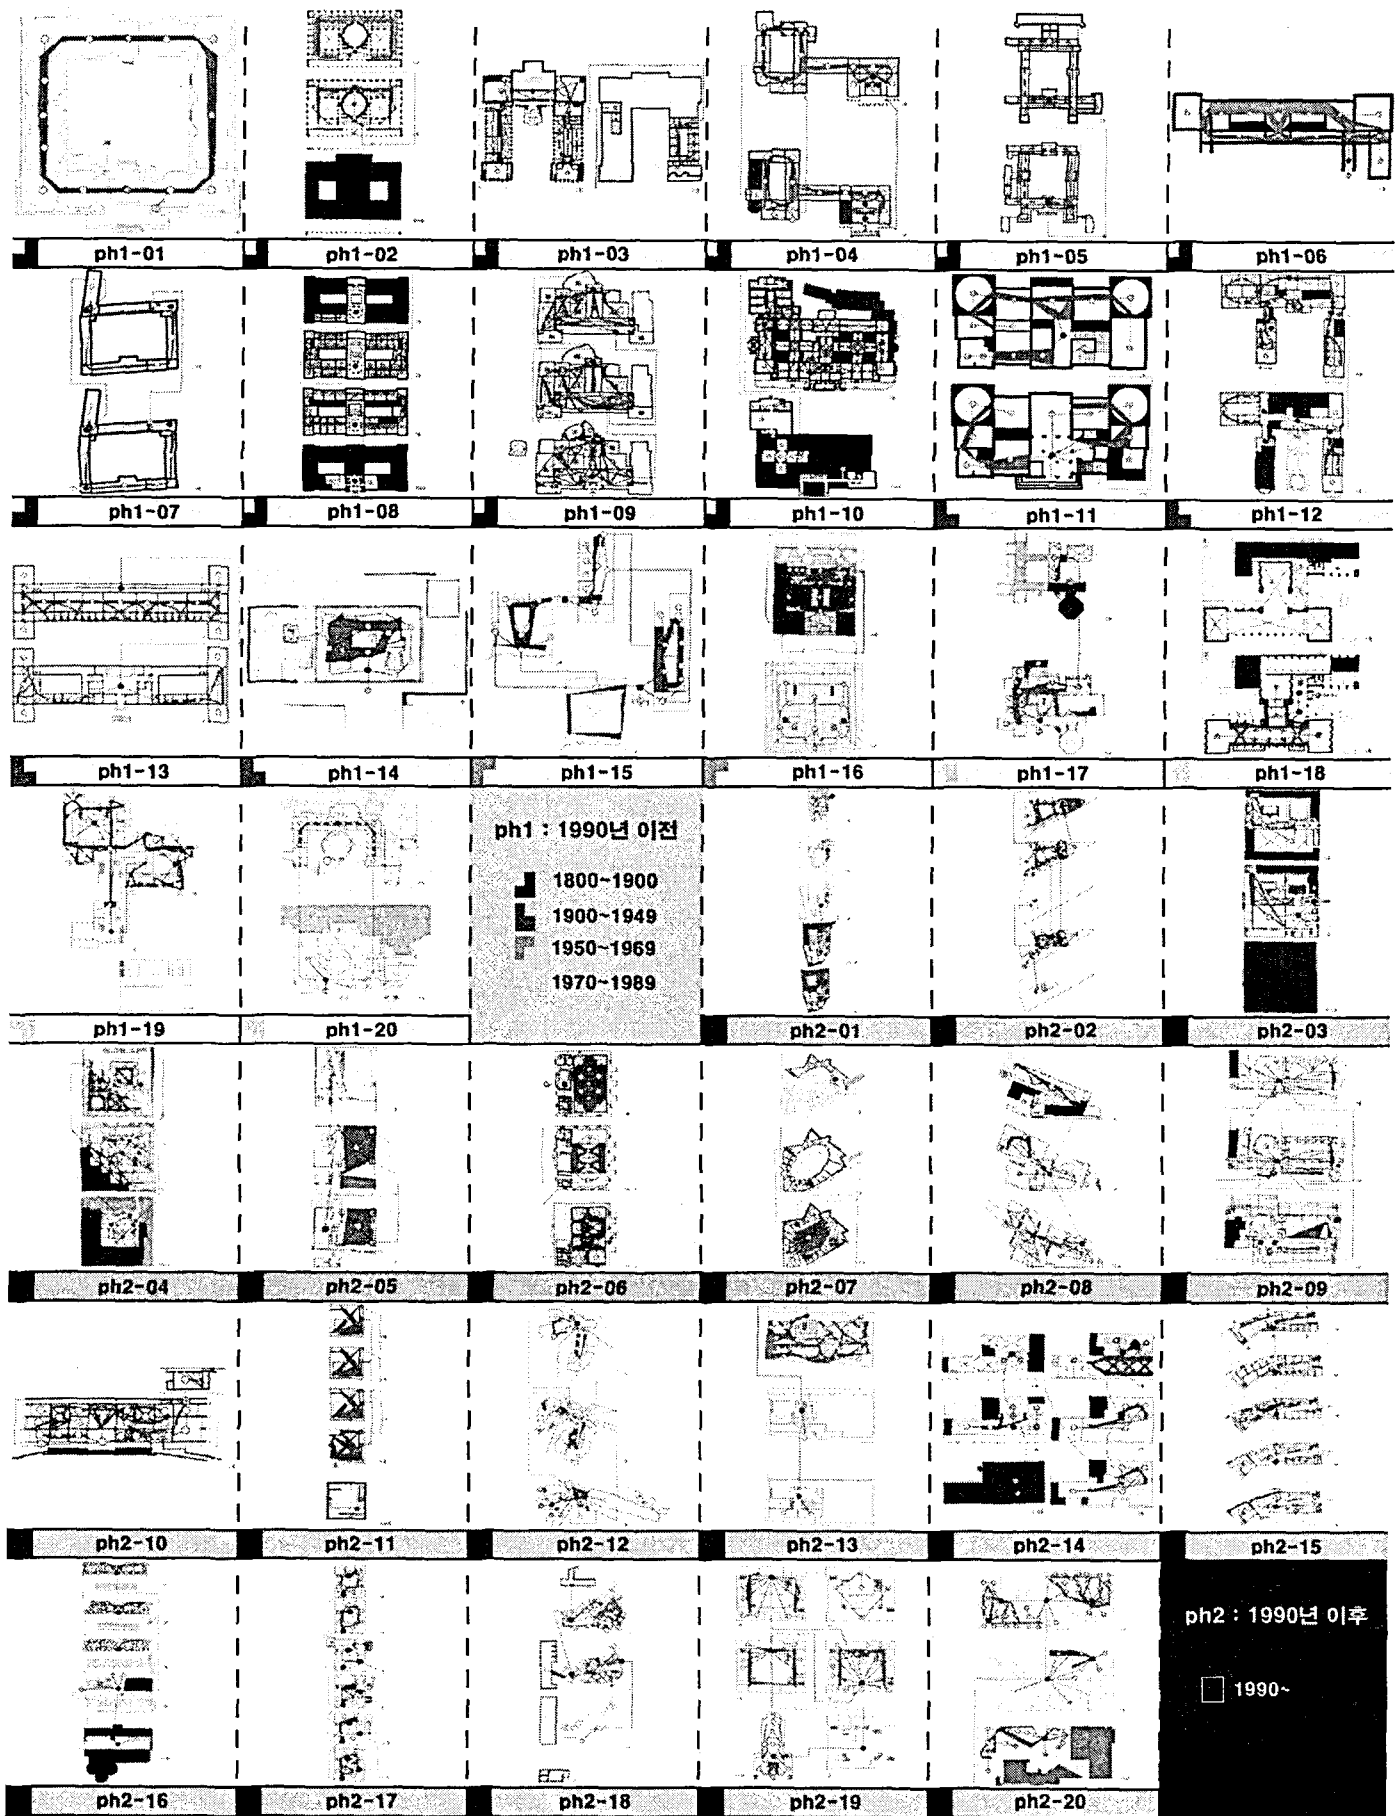 ph1-01 ph1-02 ph1-03 ph1-04 ph1-05 ph1-06
ph1-07 ph1-08 ph1-09 ph1-10 ph1-11 ph1-12
ph1-13 ph1-14 ph1-15 ph1-16 ph1-17 ph1-18
ph1 : 1990년 이전
1800~1900
1900~1949
1950~1969
1970~1989
ph1-19 ph1-20 ph2-01 ph2-02 ph2-03
ph2-04 ph2-05 ph2-06 ph2-07 ph2-08 ph2-09
ph2-10 ph2-11 ph2-12 ph2-13 ph2-14 ph2-15
ph2 : 1990년 이후
1990~
ph2-16 ph2-17 ph2-18 ph2-19 ph2-20